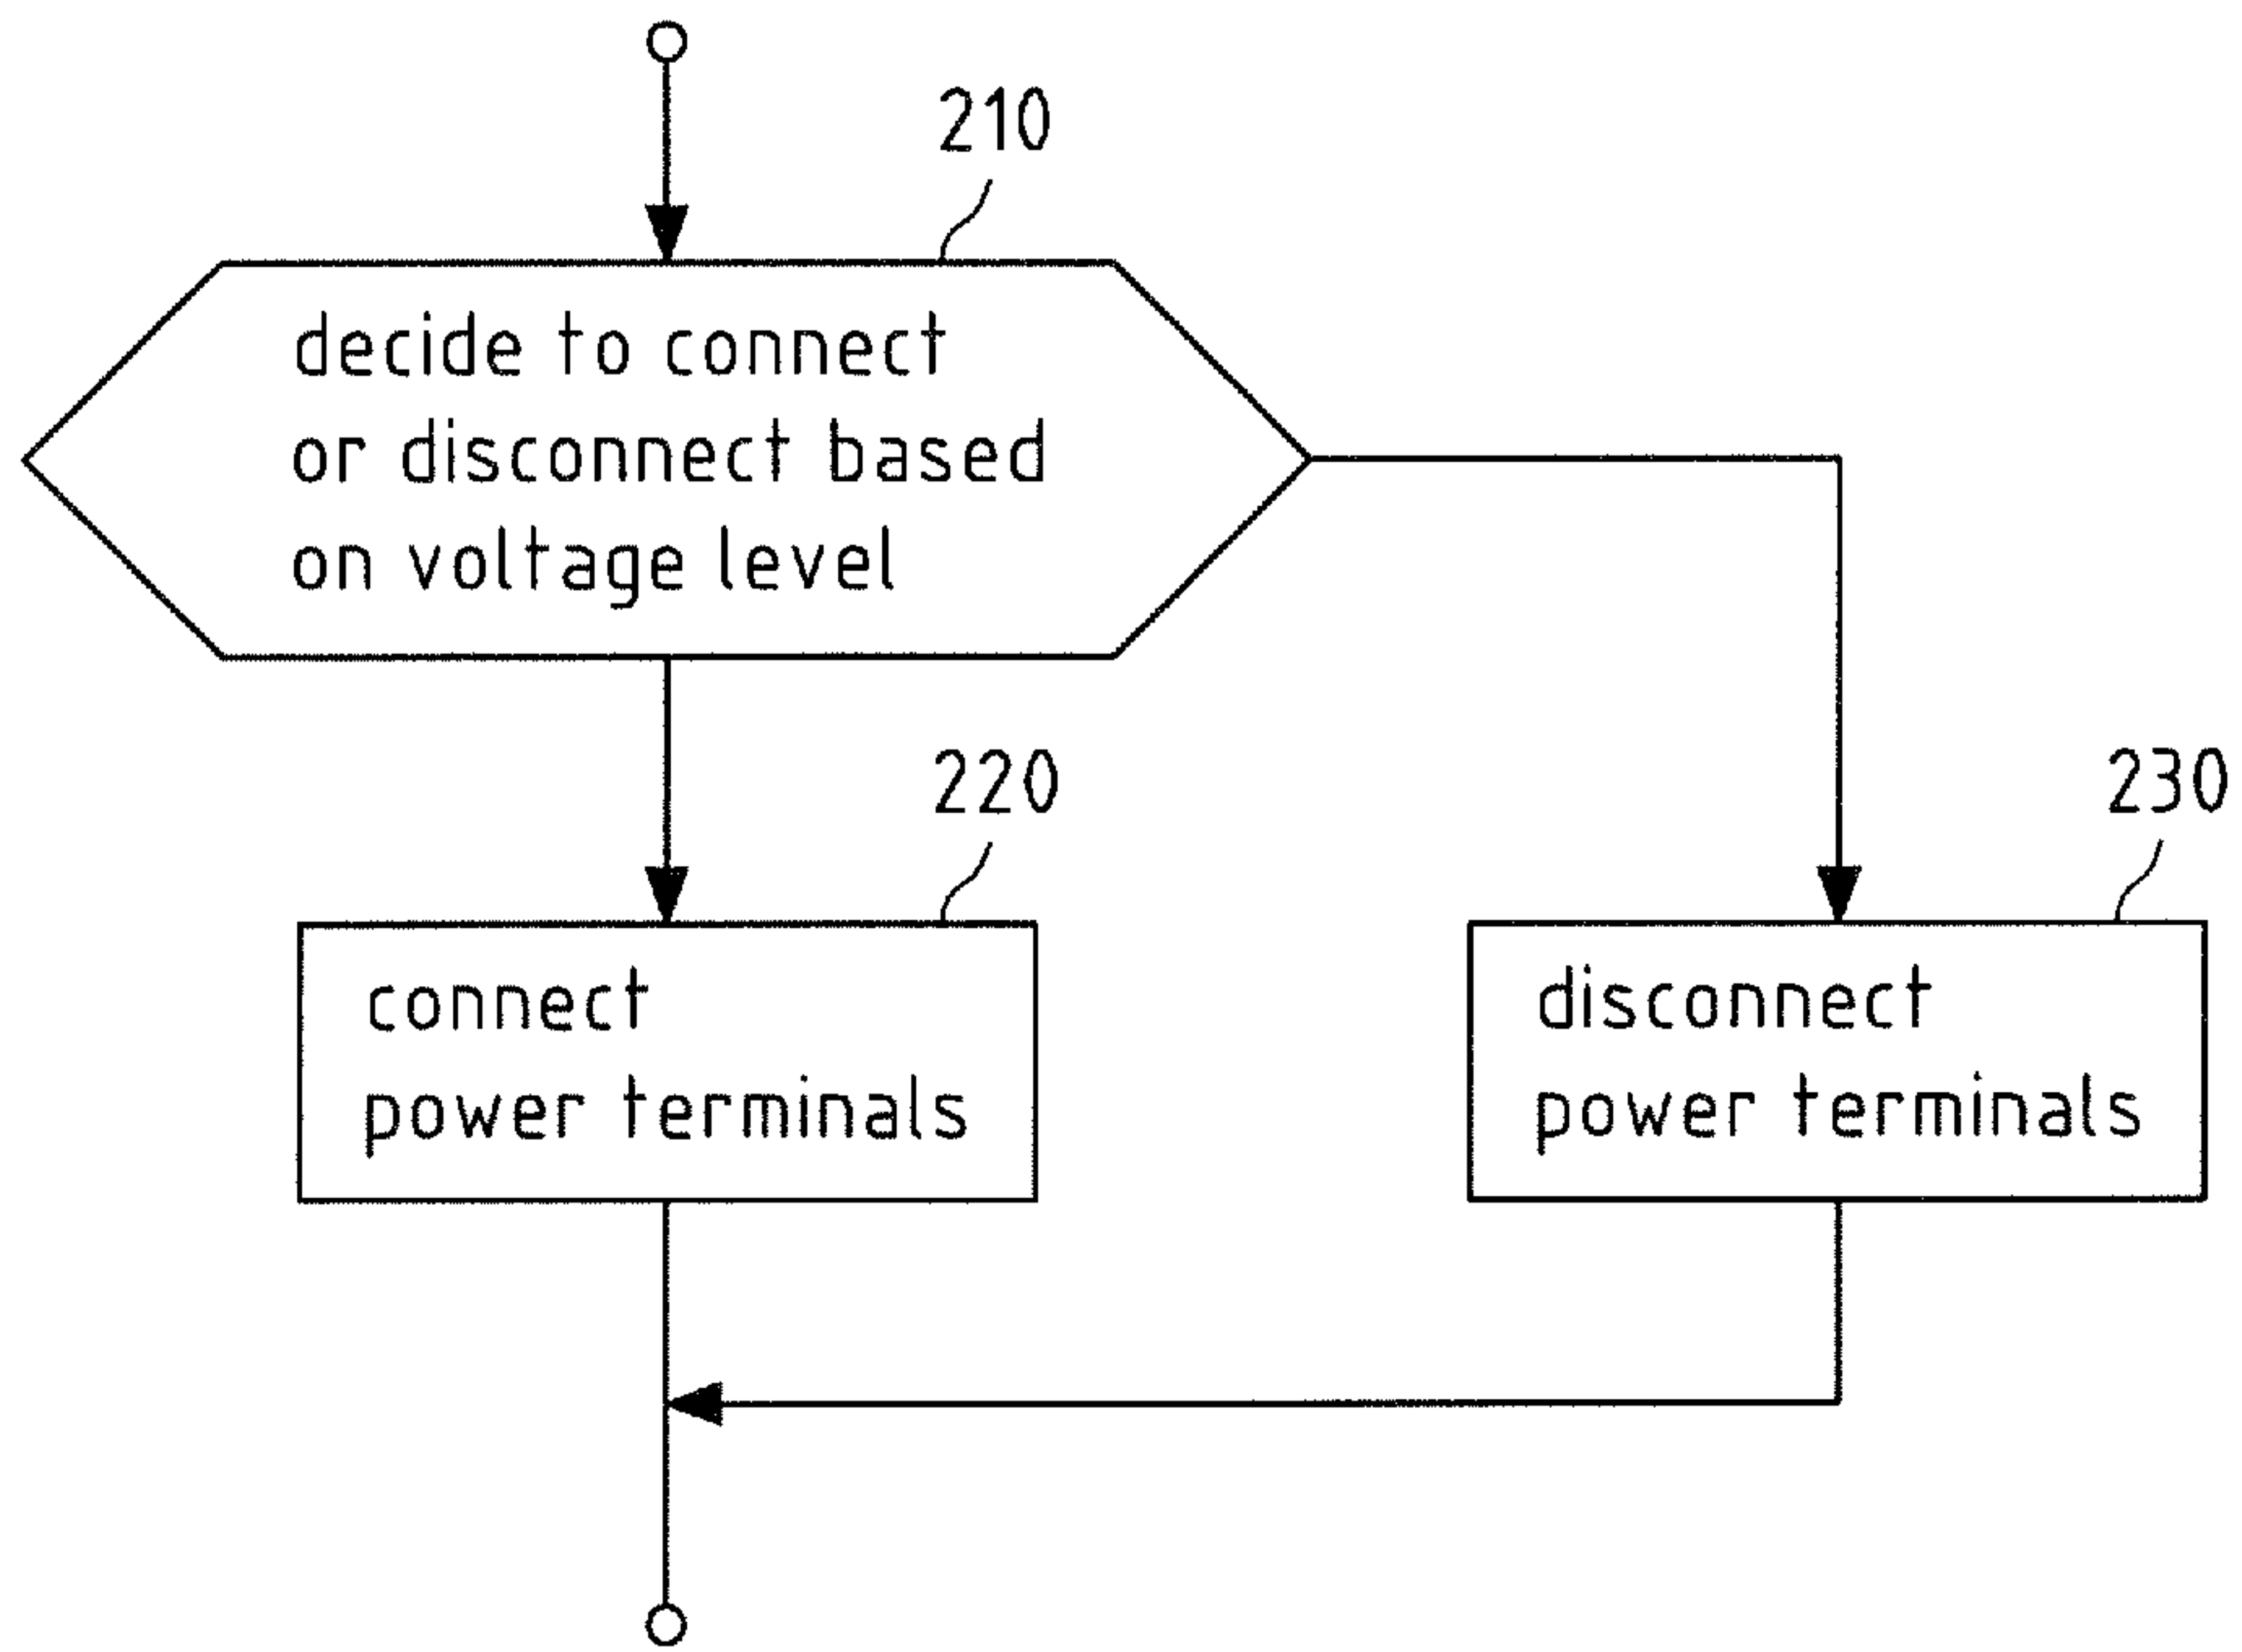 210
decide to connect
or disconnect based
on voltage level
220
connect
power terminals
230
disconnect
power terminals